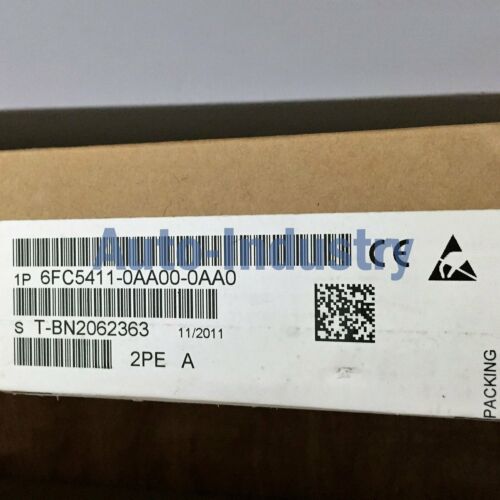 Auto-Industry
1P 6FC5411-0AA00-0AA0
CE
S T-BN2062363 11/2011
2PE A
PACKING